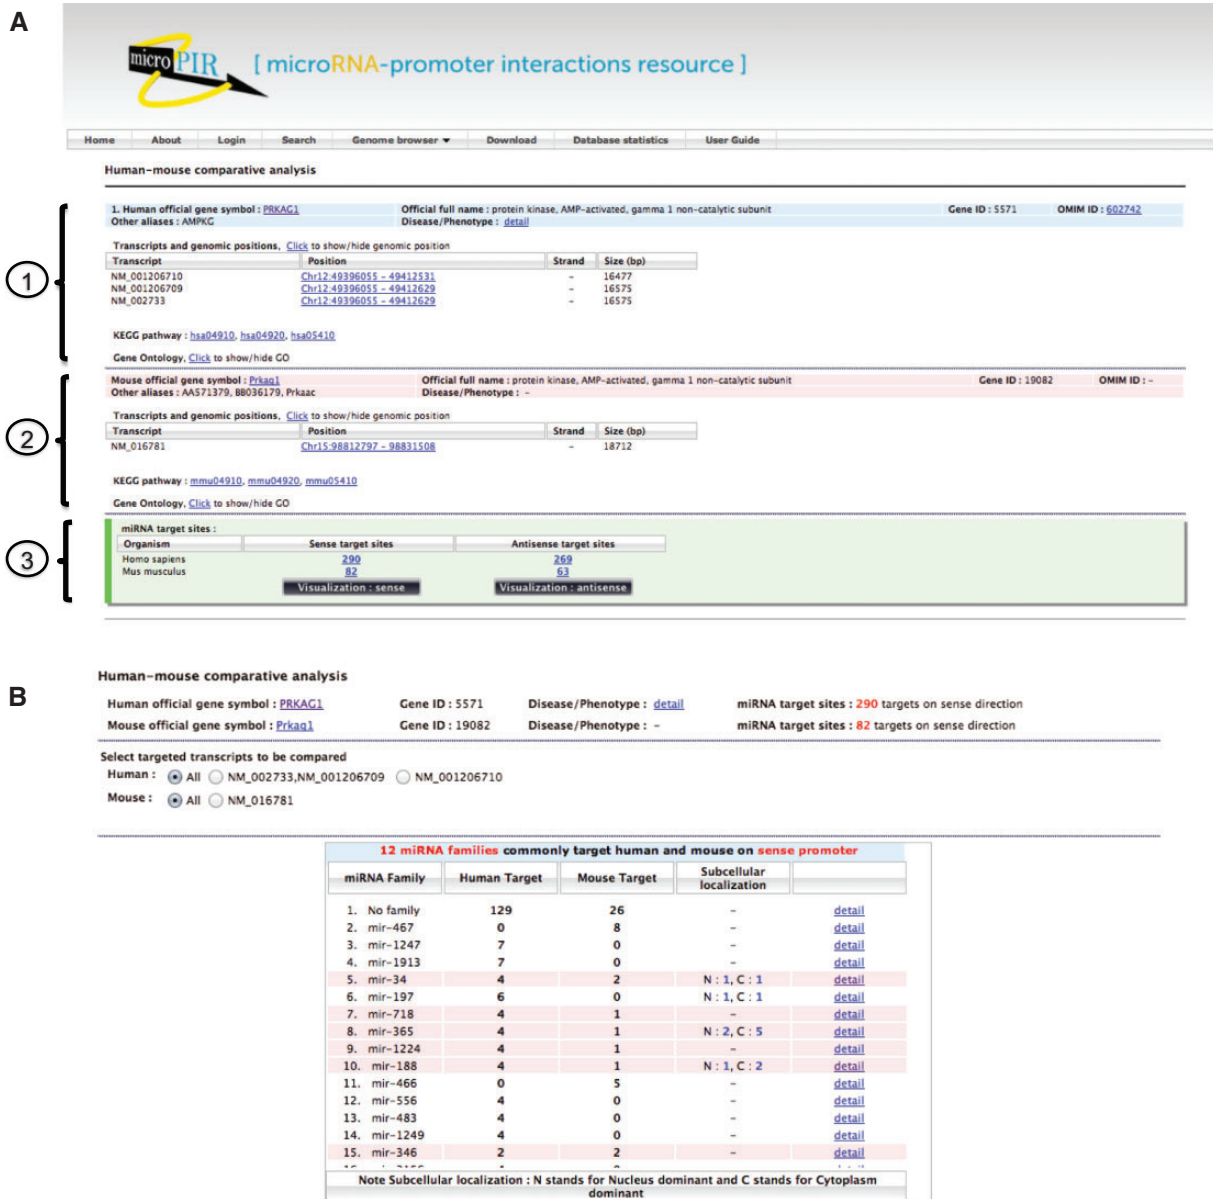 A
micro PIR [ microRNA-promoter interactions resource ]
Home About Login Search Genome browser Download Database statistics User Guide
Human-mouse comparative analysis
1. Human official gene symbol : PRKAG1 Official full name : protein kinase, AMP-activated, gamma 1 non-catalytic subunit Gene ID : 5571 OMIM ID : 602742
Other aliases : AMPKG Disease/Phenotype : detail
Transcripts and genomic positions, Click to show/hide genomic position
Transcript Position Strand Size (bp)
1
NM_001206710 Chr12:49396055 - 49412531 - 16477
NM_001206709 Chr12:49396055 - 49412629 - 16575
NM_002733 Chr12:49396055 - 49412629 - 16575
KEGG pathway : hsa04910, hsa04920, hsa05410
Gene Ontology, Click to show/hide GO
Mouse official gene symbol : Prkag1 Official full name : protein kinase, AMP-activated, gamma 1 non-catalytic subunit Gene ID : 19082 OMIM ID : -
Other aliases : AA571379, BB036179, Prkaac Disease/Phenotype : -
Transcripts and genomic positions, Click to show/hide genomic position
2
Transcript Position Strand Size (bp)
NM_016781 Chr15:98812797 - 98831508 - 18712
KEGG pathway : mmu04910, mmu04920, mmu05410
Gene Ontology, Click to show/hide GO
miRNA target sites :
Organism Sense target sites Antisense target sites
3
Homo sapiens 290 269
Mus musculus 82 63
Visualization : sense Visualization : antisense
Human-mouse comparative analysis
B
Human official gene symbol : PRKAG1 Gene ID : 5571 Disease/Phenotype : detail miRNA target sites : 290 targets on sense direction
Mouse official gene symbol : Prkag1 Gene ID : 19082 Disease/Phenotype : - miRNA target sites : 82 targets on sense direction
Select targeted transcripts to be compared
Human : All NM_002733,NM_001206709 NM_001206710
Mouse : All NM_016781
12 miRNA families commonly target human and mouse on sense promoter
miRNA Family Human Target Mouse Target Subcellular localization
1. No family 129 26 - detail
2. mir-467 0 8 - detail
3. mir-1247 7 0 - detail
4. mir-1913 7 0 - detail
5. mir-34 4 2 N : 1, C : 1 detail
6. mir-197 6 0 N : 1, C : 1 detail
7. mir-718 4 1 - detail
8. mir-365 4 1 N : 2, C : 5 detail
9. mir-1224 4 1 - detail
10. mir-188 4 1 N : 1, C : 2 detail
11. mir-466 0 5 - detail
12. mir-556 4 0 - detail
13. mir-483 4 0 - detail
14. mir-1249 4 0 - detail
15. mir-346 2 2 - detail
Note Subcellular localization : N stands for Nucleus dominant and C stands for Cytoplasm
dominant